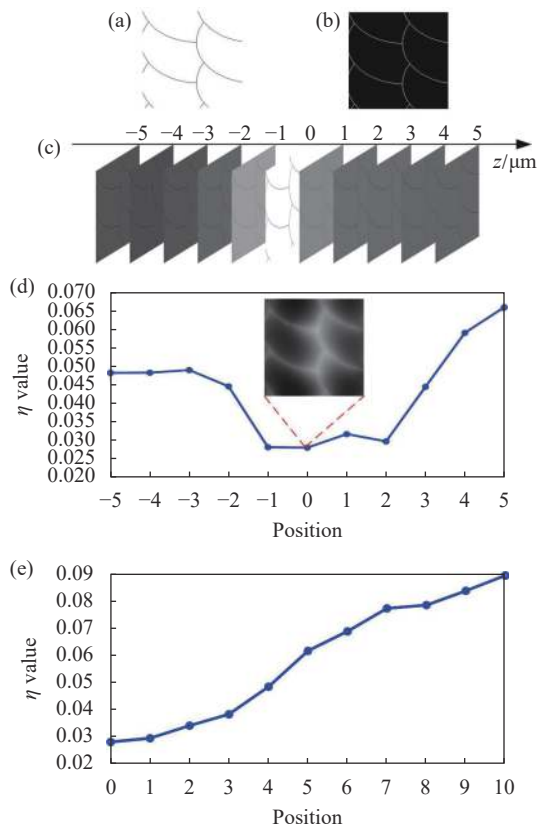 (a)
(b)
−5 −4 −3 −2 −1 0 1 2 3 4 5
(c)
z/μm
(d)
0.070
0.065
0.060
0.055
0.050
0.045
0.040
0.035
0.030
0.025
0.020
η value
−5 −4 −3 −2 −1 0 1 2 3 4 5
Position
(e)
0.09
0.08
0.07
0.06
0.05
0.04
0.03
0.02
η value
0 1 2 3 4 5 6 7 8 9 10
Position